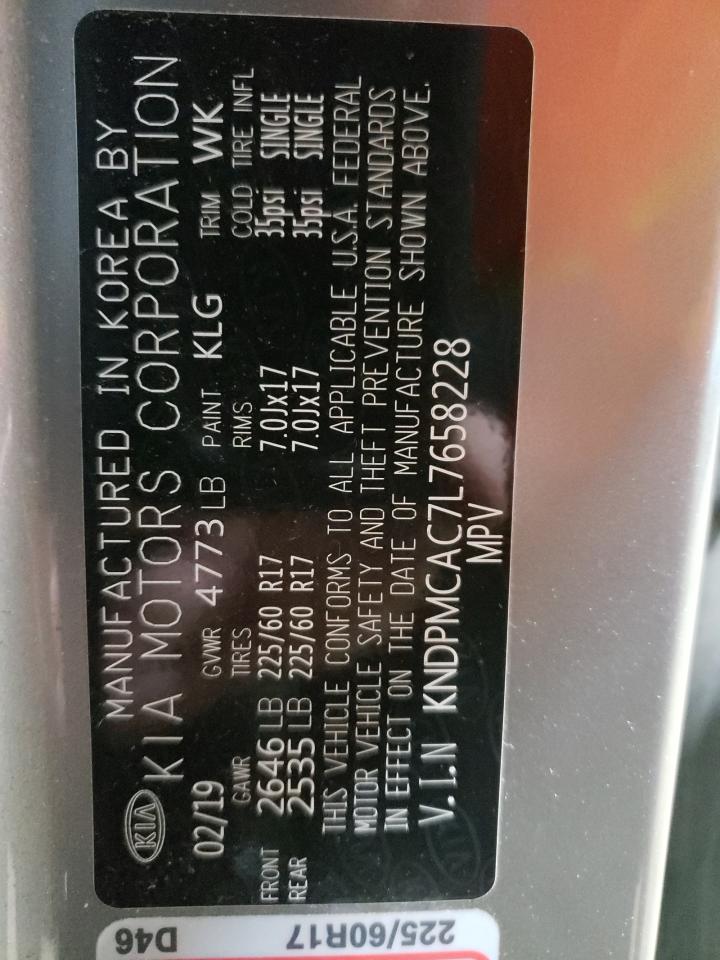 KIA MANUFACTURED IN KOREA BY
KIA MOTORS CORPORATION
02/19 GVWR 4773 LB PAINT KLG TRIM WK
GAWR TIRES RIMS COLD TIRE INFL
FRONT 2646 LB 225/60 R17 7.0Jx17 35psi SINGLE
REAR 2535 LB 225/60 R17 7.0Jx17 35psi SINGLE
THIS VEHICLE CONFORMS TO ALL APPLICABLE U.S.A. FEDERAL
MOTOR VEHICLE SAFETY AND THEFT PREVENTION STANDARDS
IN EFFECT ON THE DATE OF MANUFACTURE SHOWN ABOVE.
V.I.N KNDPMCAC7L7658228
MPV
D46
225/60R17